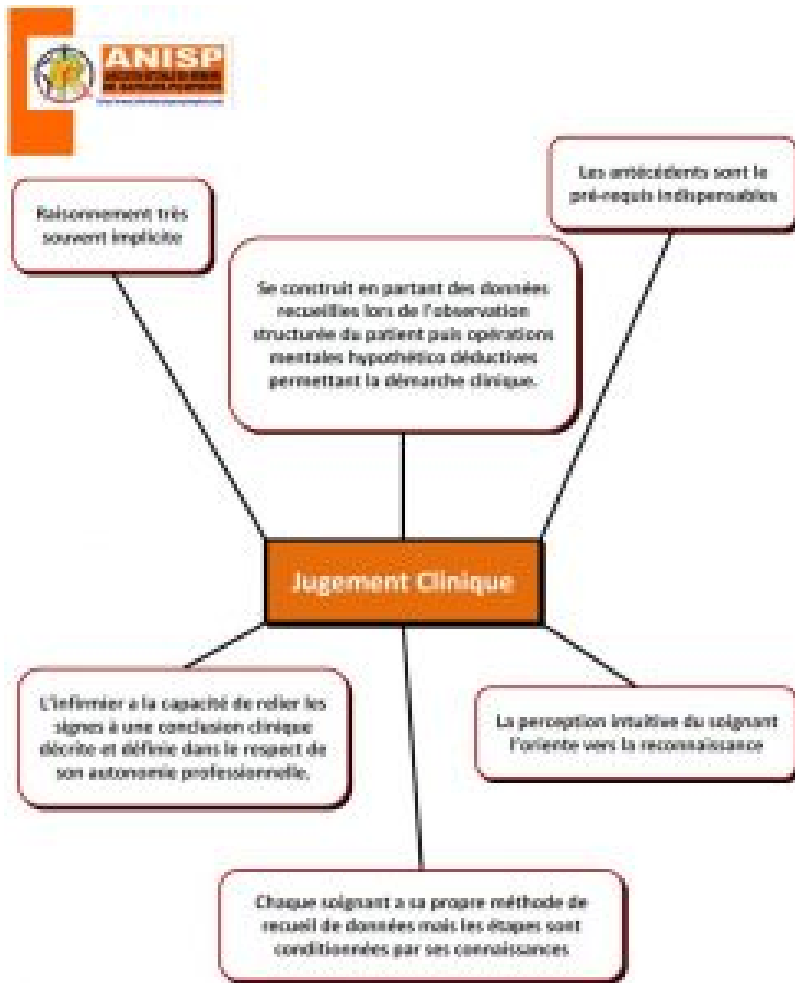 ANISP
Les antécédents sont le
pré-requis indispensables
Raisonnement très
souvent implicite
Se construit en partant des données
recueillies lors de l'observation
structurée du patient puis opérations
mentales hypothético déductives
permettant la démarche clinique.
Jugement Clinique
L'infirmier a la capacité de relier les
signes à une conclusion clinique
décrite et définie dans le respect de
son autonomie professionnelle.
La perception intuitive du soignant
l'oriente vers la reconnaissance
Chaque soignant a sa propre méthode de
recueil de données mais les étapes sont
conditionnées par ses connaissances